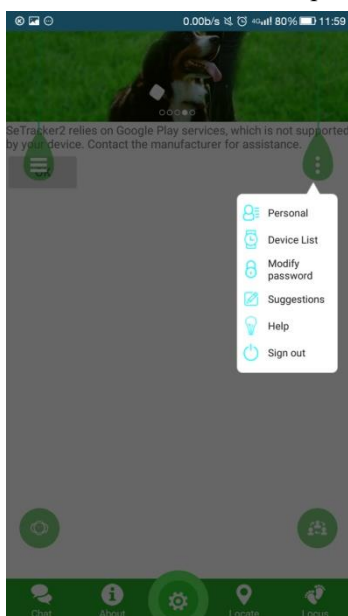 0.00b/s 4G 80% 11:59
SeTracker2 relies on Google Play services, which is not supported
by your device. Contact the manufacturer for assistance.
Personal
Device List
Modify
password
Suggestions
Help
Sign out
Chat About Locate Locus